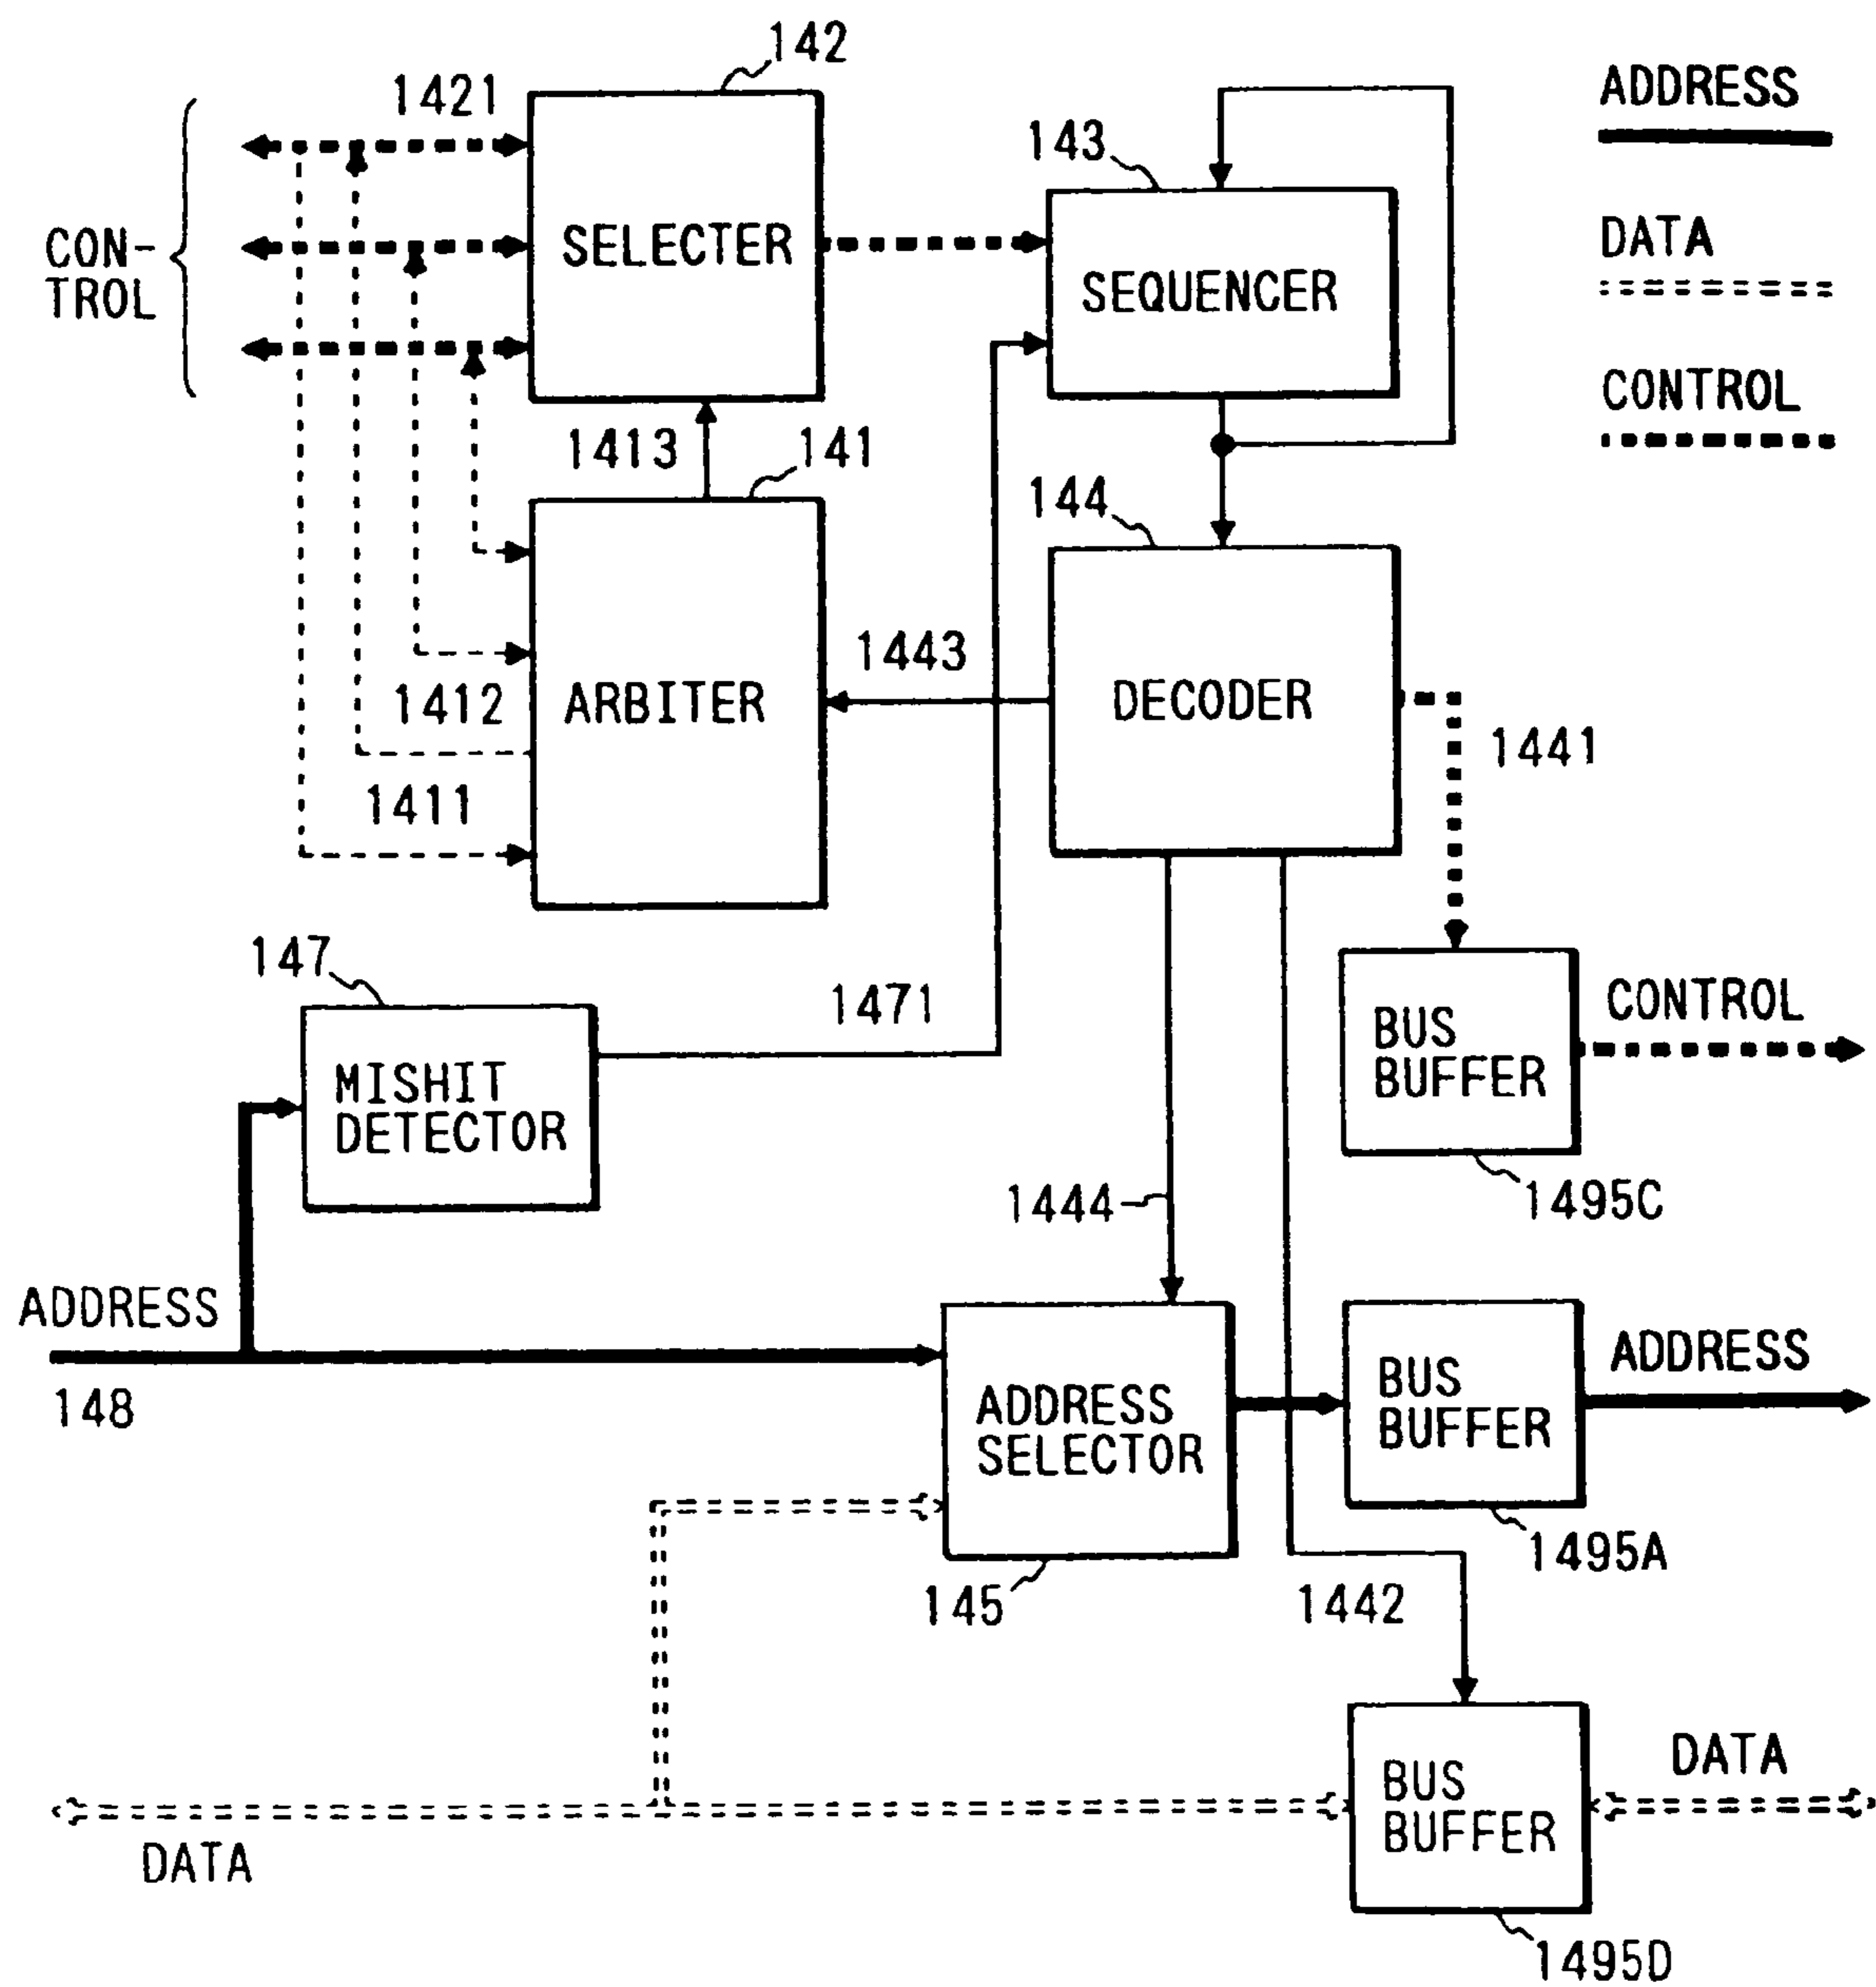 142
1421
ADDRESS
143
DATA
CON-
TROL
SELECTER
SEQUENCER
CONTROL
1413
141
144
1443
1412
ARBITER
DECODER
1441
1411
147
1471
CONTROL
BUS
BUFFER
MISHIT
DETECTOR
1444
1495C
ADDRESS
ADDRESS
148
ADDRESS
SELECTOR
BUS
BUFFER
1495A
145
1442
DATA
BUS
BUFFER
DATA
1495D